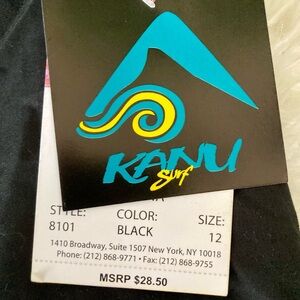 KANU
Surf
STYLE: COLOR: SIZE:
8101 BLACK 12
1410 Broadway, Suite 1507 New York, NY 10018
Phone: (212) 868-9771 • Fax: (212) 868-9755
MSRP $28.50